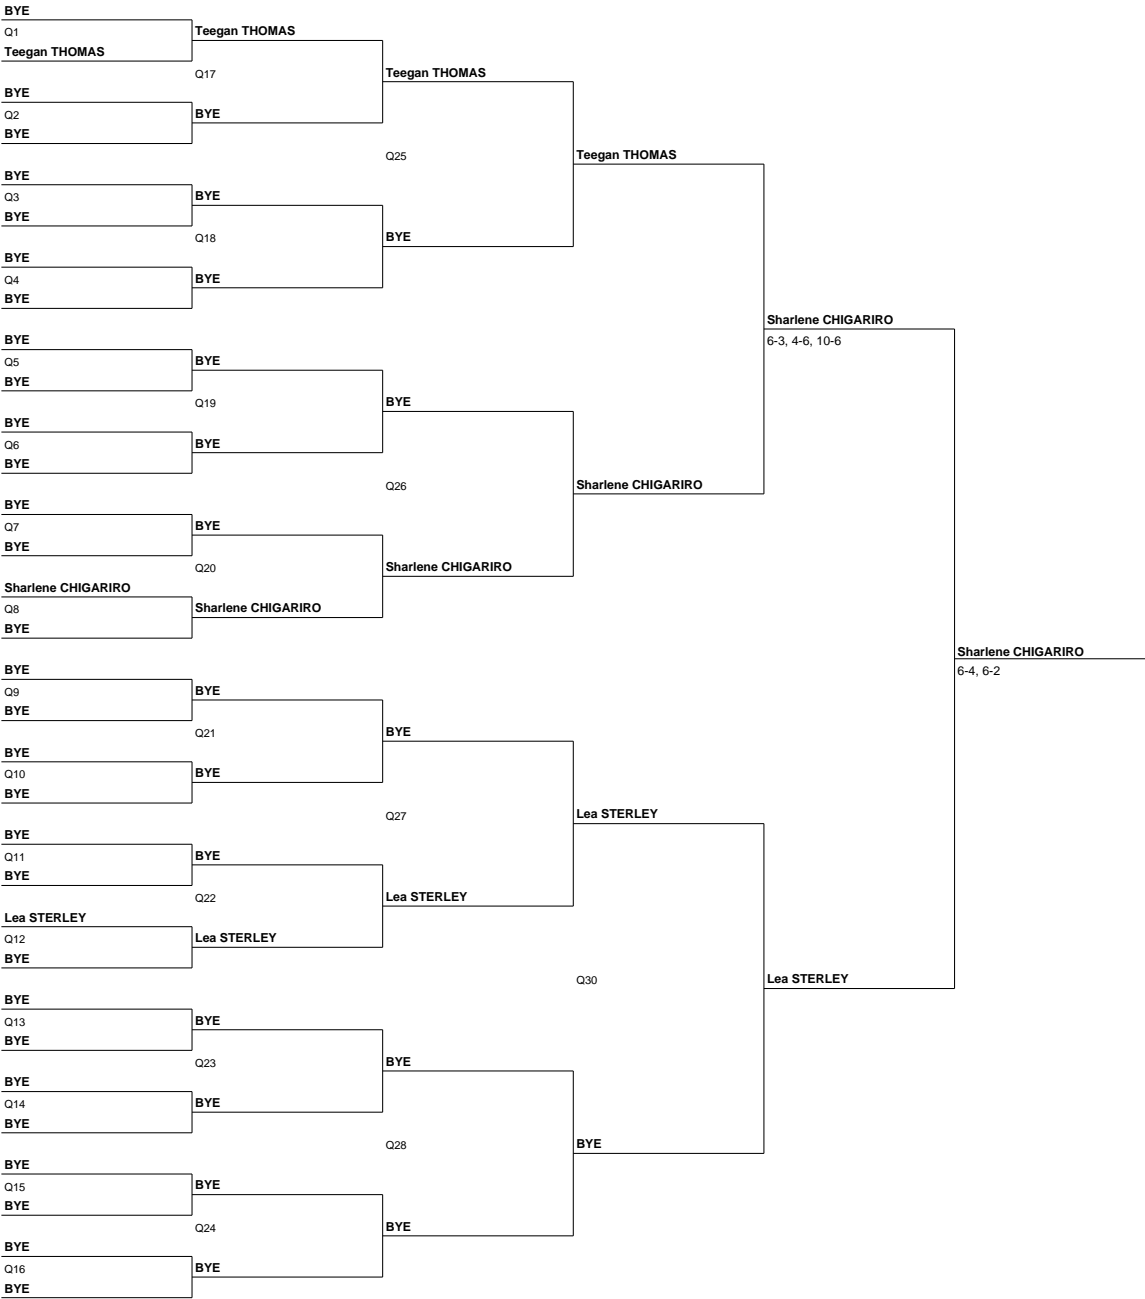 BYE
Q1
Teegan THOMAS
BYE
Q2
BYE
BYE
Q3
BYE
BYE
Q4
BYE
BYE
Q5
BYE
BYE
Q6
BYE
BYE
Q7
BYE
Sharlene CHIGARIRO
Q8
BYE
BYE
Q9
BYE
BYE
Q10
BYE
BYE
Q11
BYE
Lea STERLEY
Q12
BYE
BYE
Q13
BYE
BYE
Q14
BYE
BYE
Q15
BYE
BYE
Q16
BYE
Teegan THOMAS
Q17
BYE
BYE
Q18
BYE
BYE
Q19
BYE
BYE
Q20
Sharlene CHIGARIRO
BYE
Q21
BYE
BYE
Q22
Lea STERLEY
BYE
Q23
BYE
BYE
Q24
BYE
Teegan THOMAS
Q25
BYE
BYE
Q26
Sharlene CHIGARIRO
BYE
Q27
Lea STERLEY
BYE
Q28
BYE
Teegan THOMAS
Sharlene CHIGARIRO
Lea STERLEY
Q30
BYE
Sharlene CHIGARIRO
6-3, 4-6, 10-6
Lea STERLEY
Sharlene CHIGARIRO
6-4, 6-2